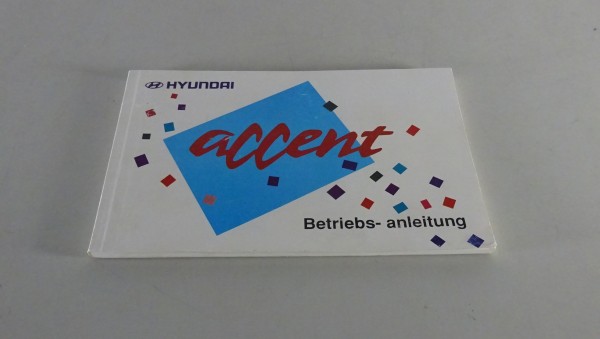 HYUNDAI
accent
Betriebs- anleitung